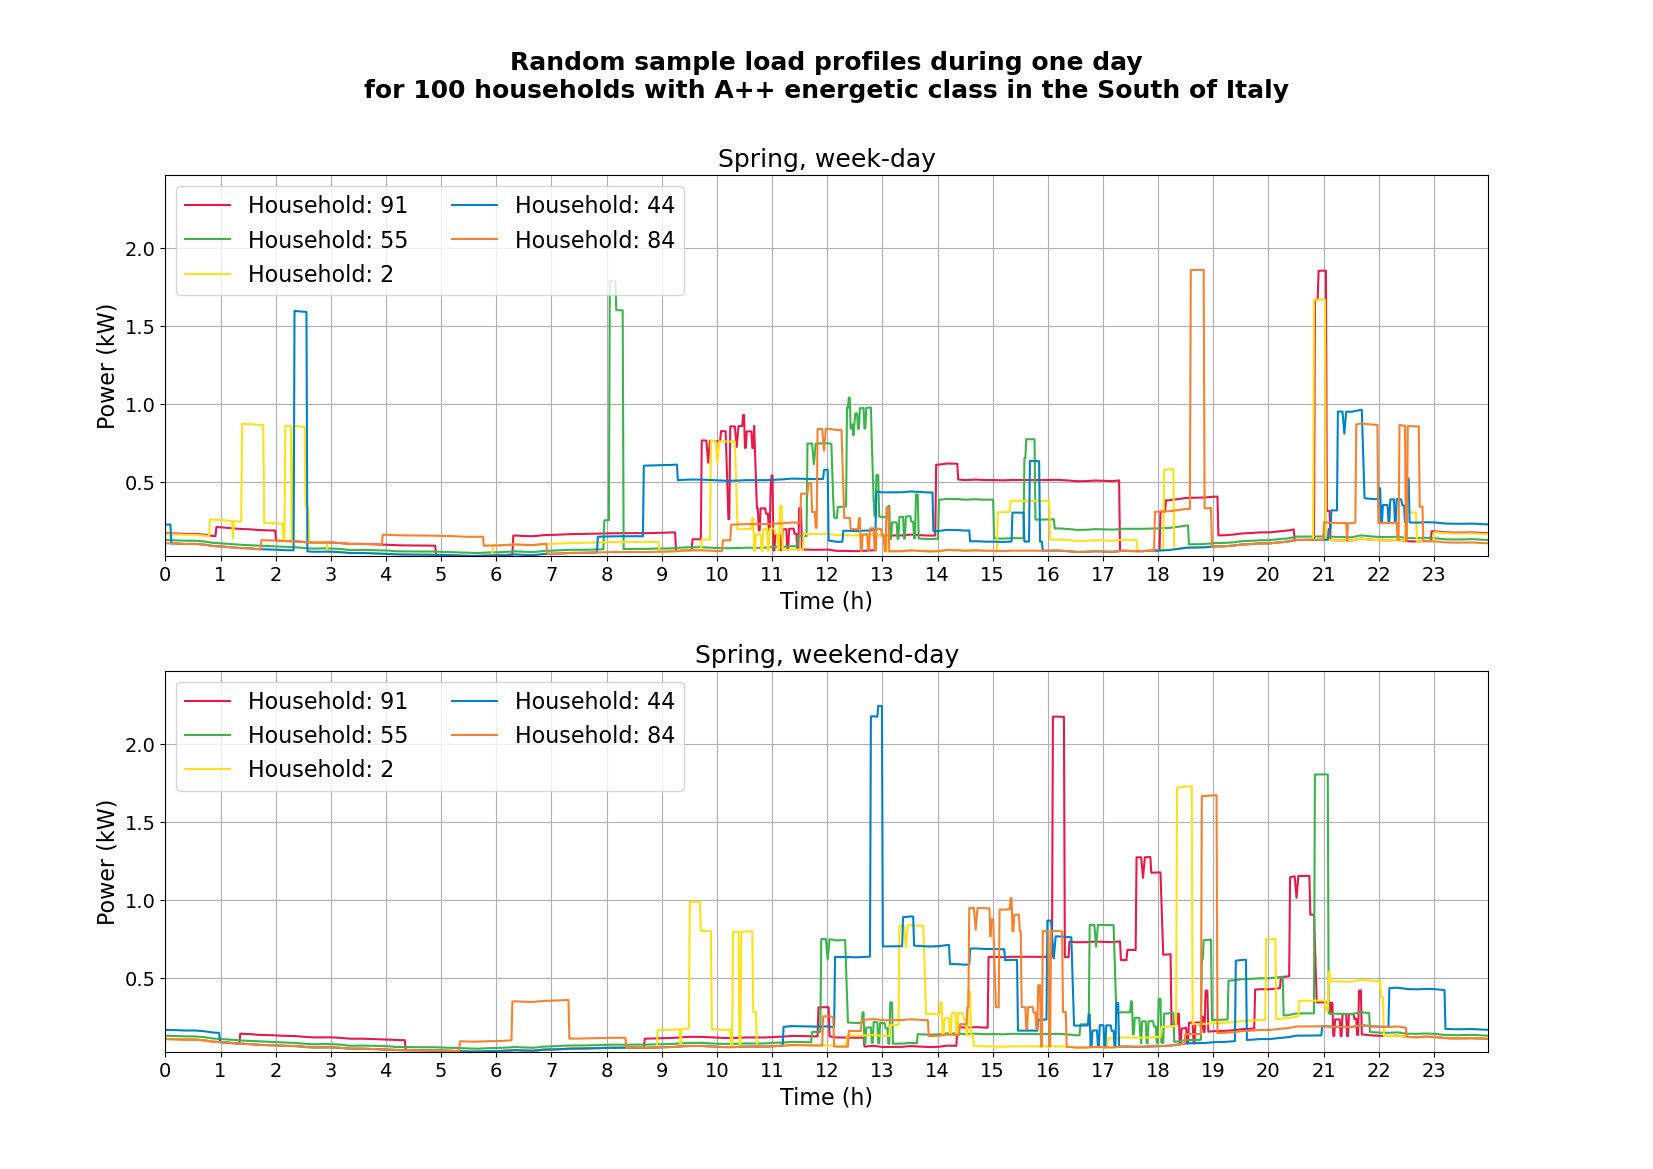 Random sample load profiles during one day
for 100 households with A++ energetic class in the South of Italy
Spring, week-day
Household: 91
Household: 55
Household: 2
Household: 44
Household: 84
Power (kW)
2.0
1.5
1.0
0.5
0 1 2 3 4 5 6 7 8 9 10 11 12 13 14 15 16 17 18 19 20 21 22 23
Time (h)
Spring, weekend-day
Household: 91
Household: 55
Household: 2
Household: 44
Household: 84
Power (kW)
2.0
1.5
1.0
0.5
0 1 2 3 4 5 6 7 8 9 10 11 12 13 14 15 16 17 18 19 20 21 22 23
Time (h)